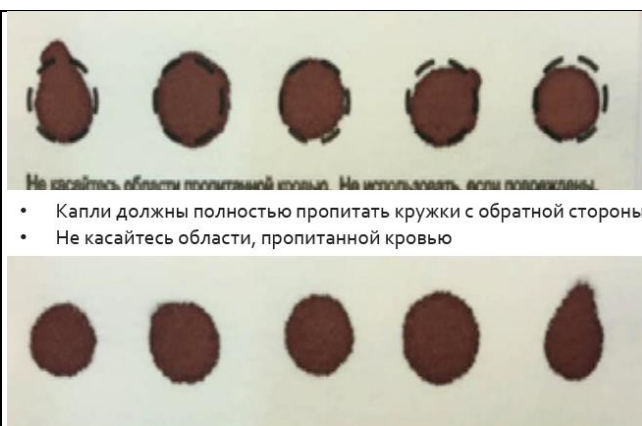 Не касайтесь области пропитанной кровью. Не использовать, если повреждены.
• Капли должны полностью пропитать кружки с обратной стороны
• Не касайтесь области, пропитанной кровью